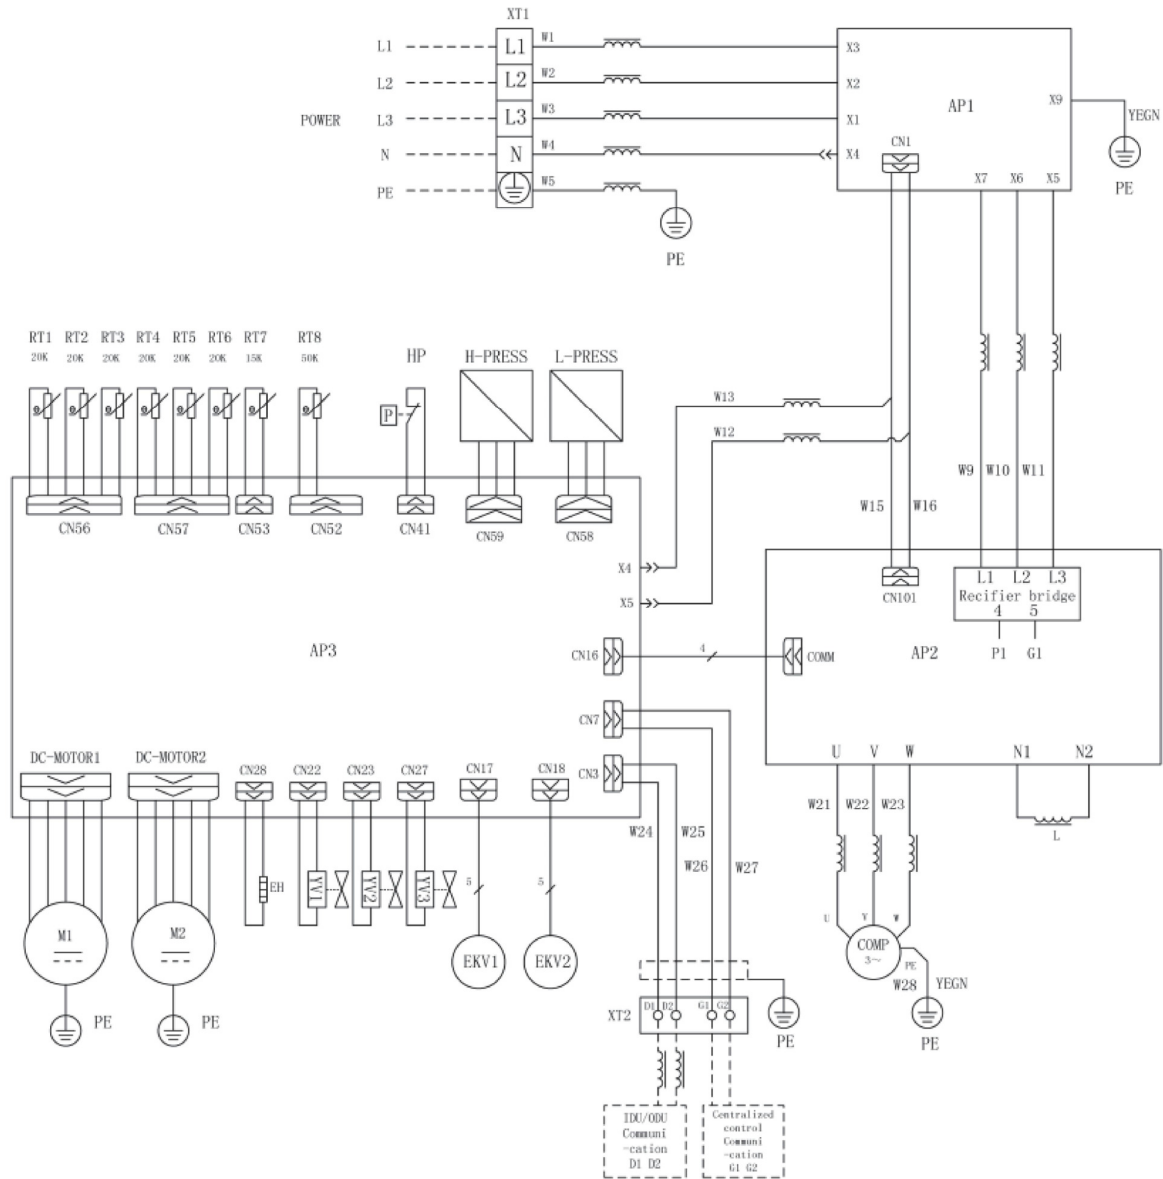 XT1
L1 L1 W1 X3
L2 L2 W2 X2
AP1 X9
POWER L3 L3 W3 X1 YEGN
CN1
N N W4 X4
X7 X6 X5 PE
PE W5
PE
RT1 RT2 RT3 RT4 RT5 RT6 RT7 RT8
20K 20K 20K 20K 20K 20K 15K 50K
HP H-PRESS L-PRESS
W13
P
W12
W9 W10 W11
W15 W16
CN56 CN57 CN53 CN52 CN41 CN59 CN58
X4
L1 L2 L3
Recifier bridge
4 5
CN101
X5
AP3 CN16 4 COMM AP2 P1 G1
CN7
U V W N1 N2
DC-MOTOR1 DC-MOTOR2 CN28 CN22 CN23 CN27 CN17 CN18 CN3
W21 W22 W23
W24 W25
L
W26 W27
EH YV1 YV2 YV3 5 5
U V W
M1 M2 COMP
3~
EKV1 EKV2 PE
W28 YEGN
D1 D2 G1 G2
XT2
PE PE PE PE
IDU/ODU
Communi
-cation
D1 D2
Centralized
control
Communi
-cation
G1 G2